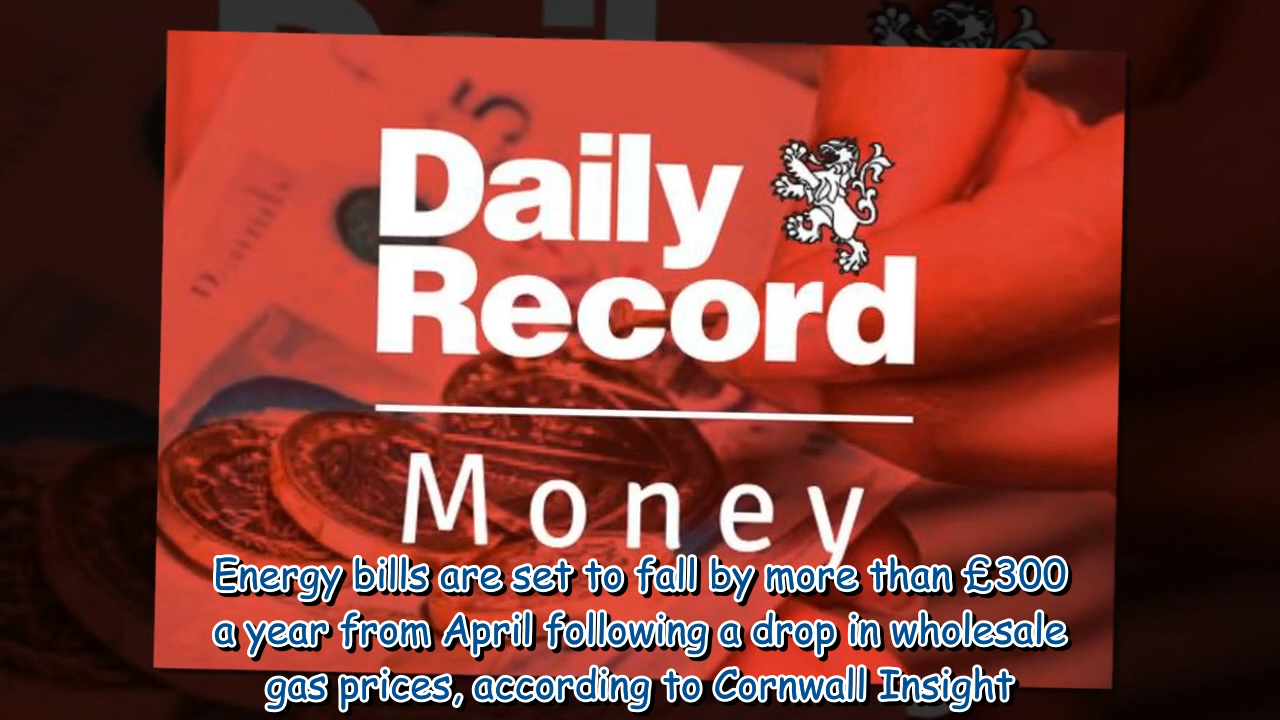 Daily
Record
Money
Energy bills are set to fall by more than £300
a year from April following a drop in wholesale
gas prices, according to Cornwall Insight